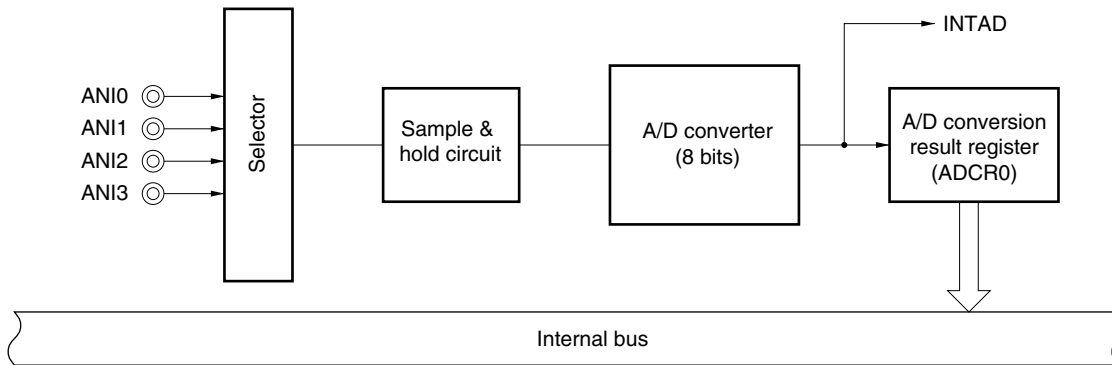 INTAD
ANI0
ANI1
ANI2
ANI3
Selector
Sample &
hold circuit
A/D converter
(8 bits)
A/D conversion
result register
(ADCR0)
Internal bus